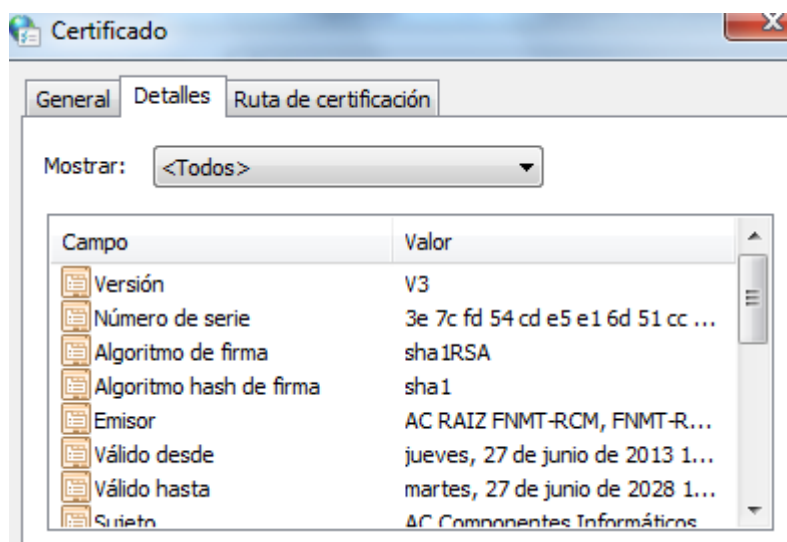 Certificado
General Detalles Ruta de certificación
Mostrar: <Todos>
Campo Valor
Versión V3
Número de serie 3e 7c fd 54 cd e5 e1 6d 51 cc ...
Algoritmo de firma sha1RSA
Algoritmo hash de firma sha1
Emisor AC RAIZ FNMT-RCM, FNMT-R...
Válido desde jueves, 27 de junio de 2013 1...
Válido hasta martes, 27 de junio de 2028 1...
Sujeto AC Componentes Informáticos